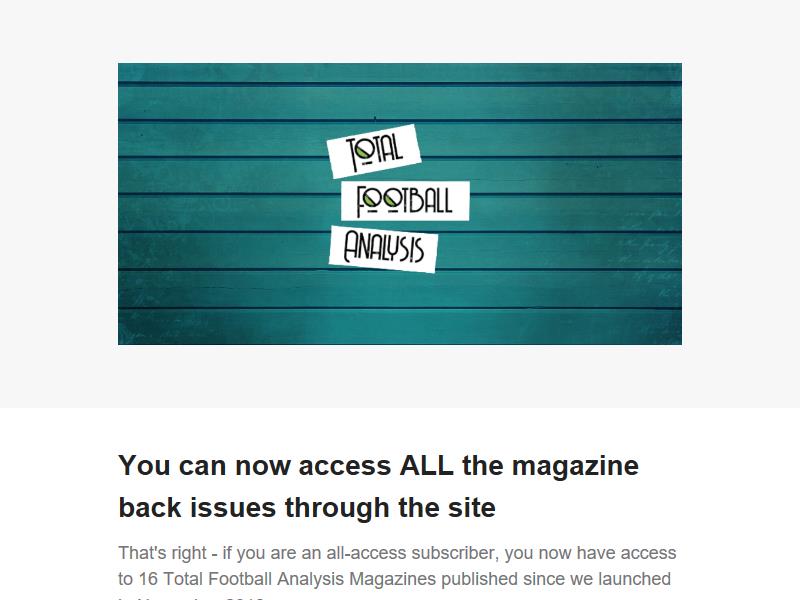 TOTAL
FOOTBALL
ANALYSIS
You can now access ALL the magazine
back issues through the site
That's right - if you are an all-access subscriber, you now have access
to 16 Total Football Analysis Magazines published since we launched